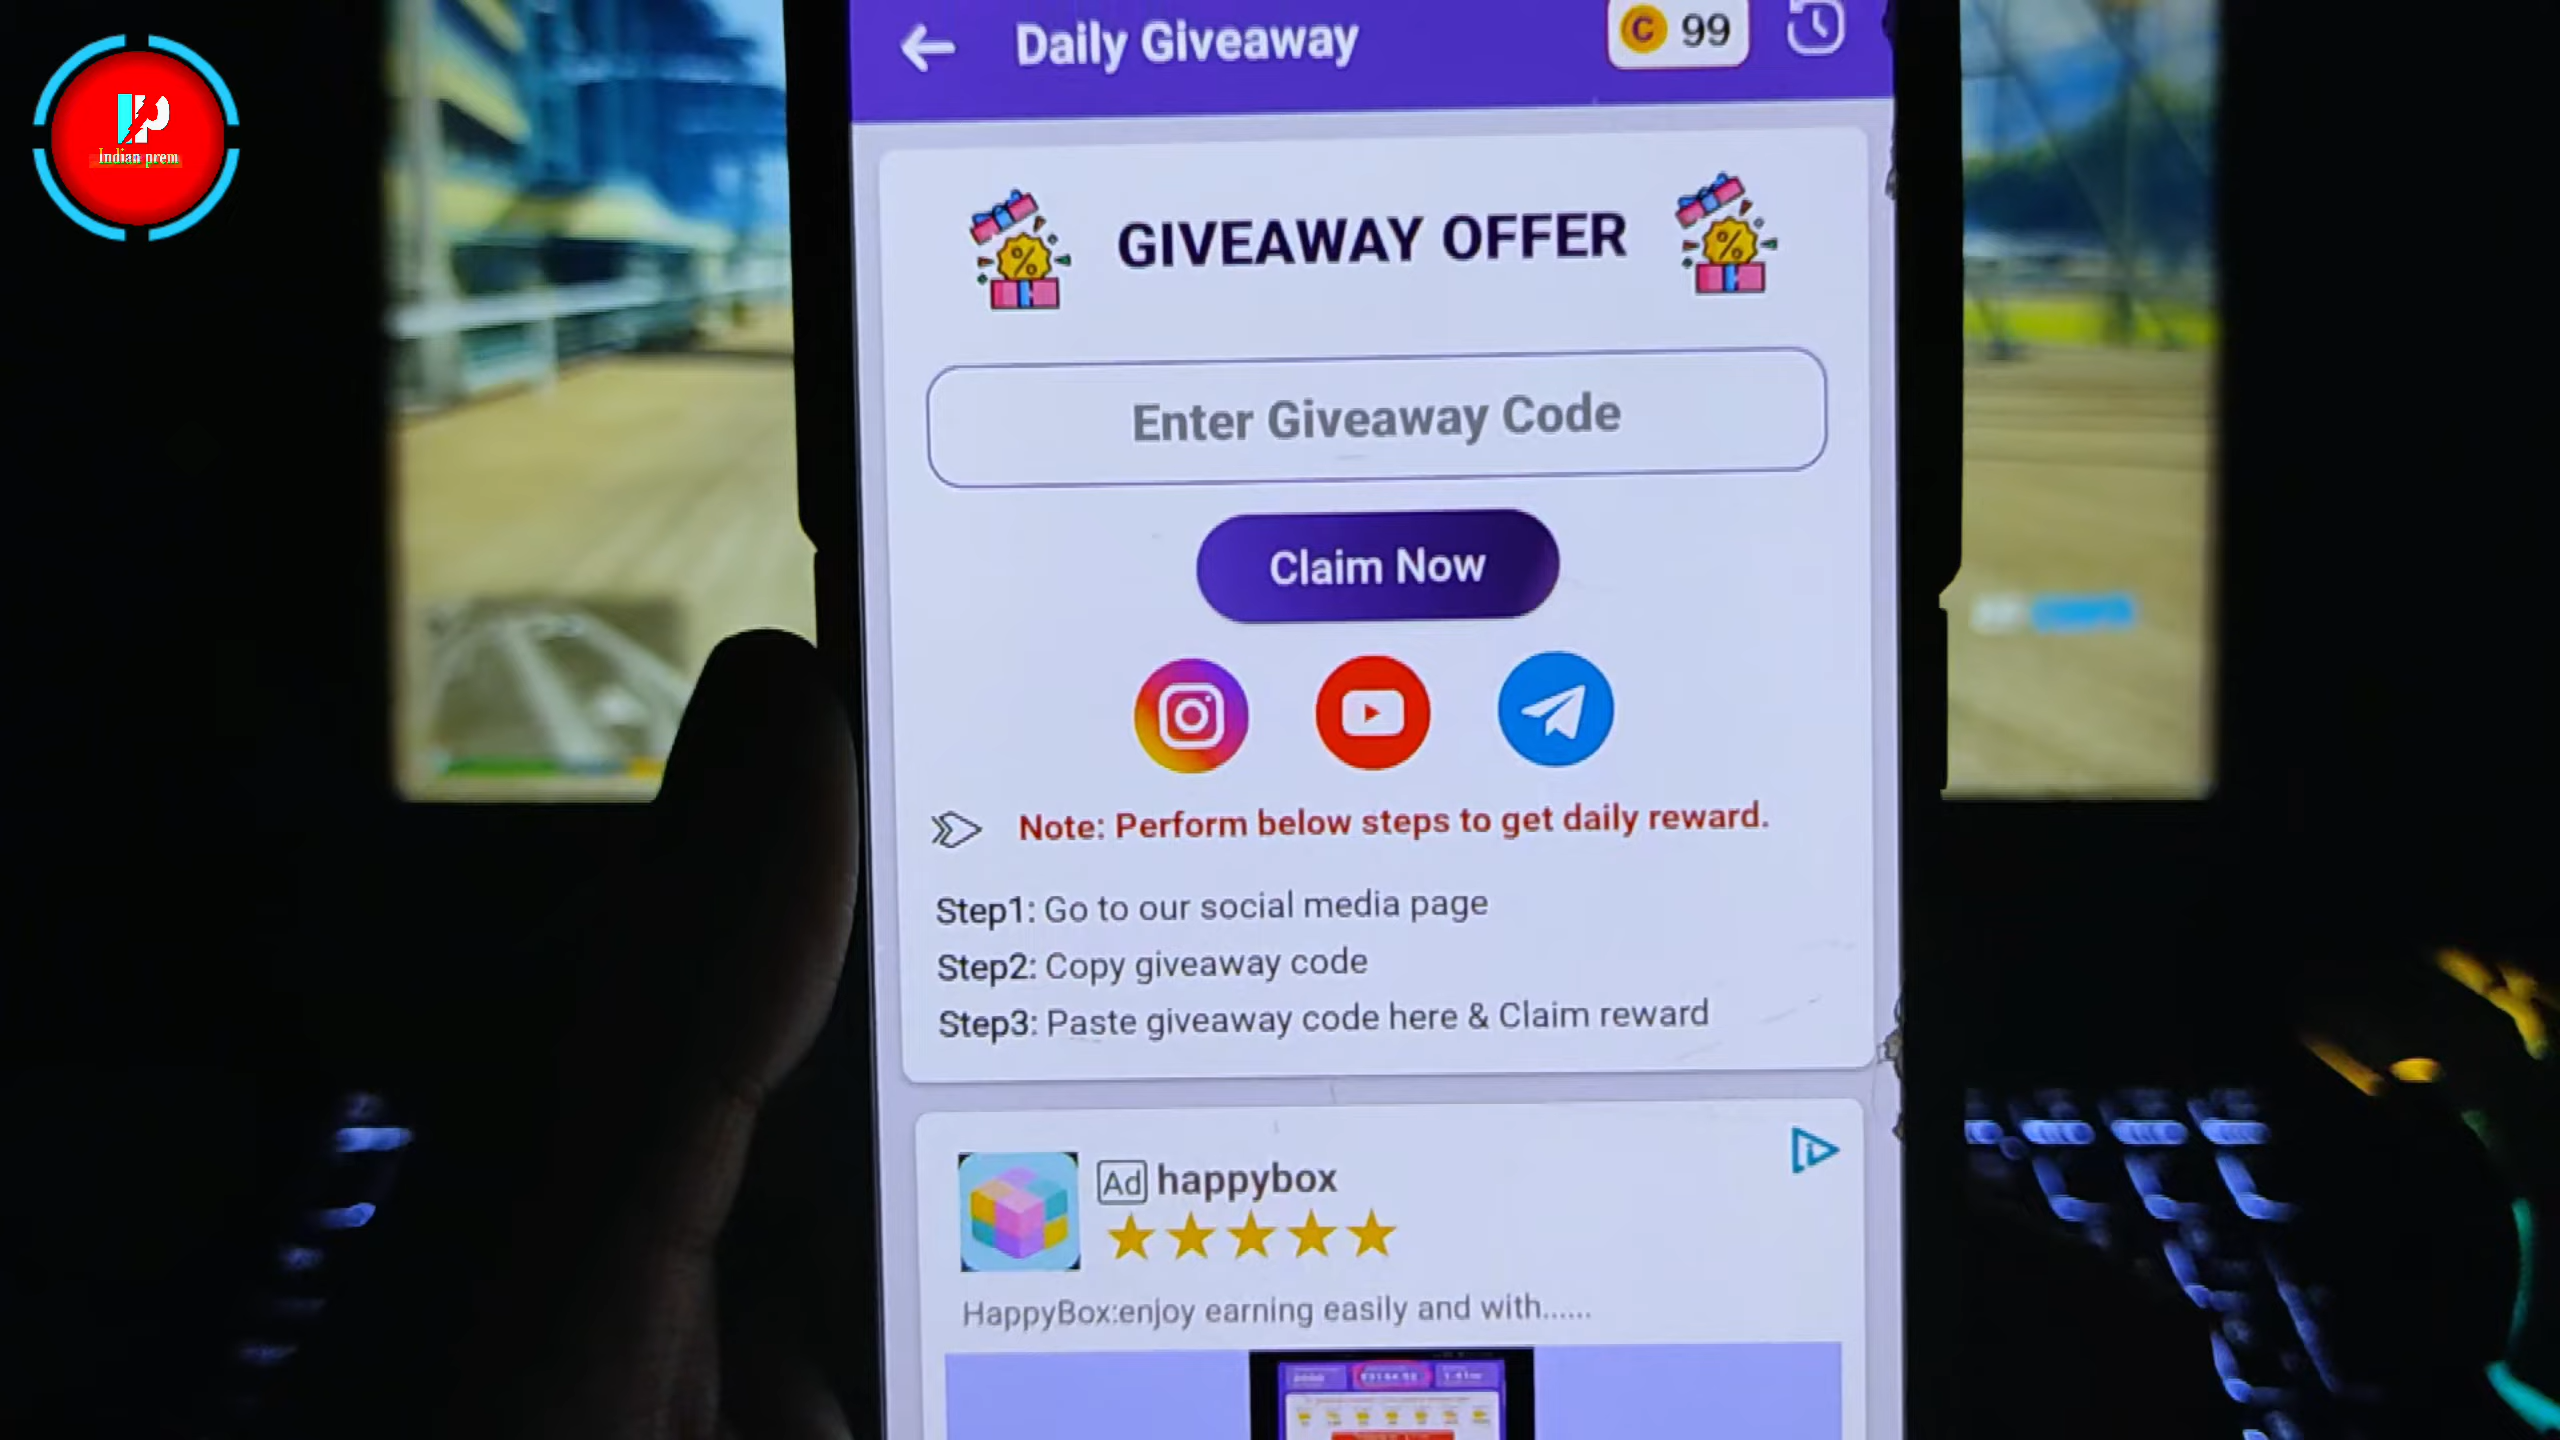 Indian prem
Daily Giveaway
C 99
GIVEAWAY OFFER
Enter Giveaway Code
Claim Now
Note: Perform below steps to get daily reward.
Step1: Go to our social media page
Step2: Copy giveaway code
Step3: Paste giveaway code here & Claim reward
Ad happybox
HappyBox:enjoy earning easily and with......